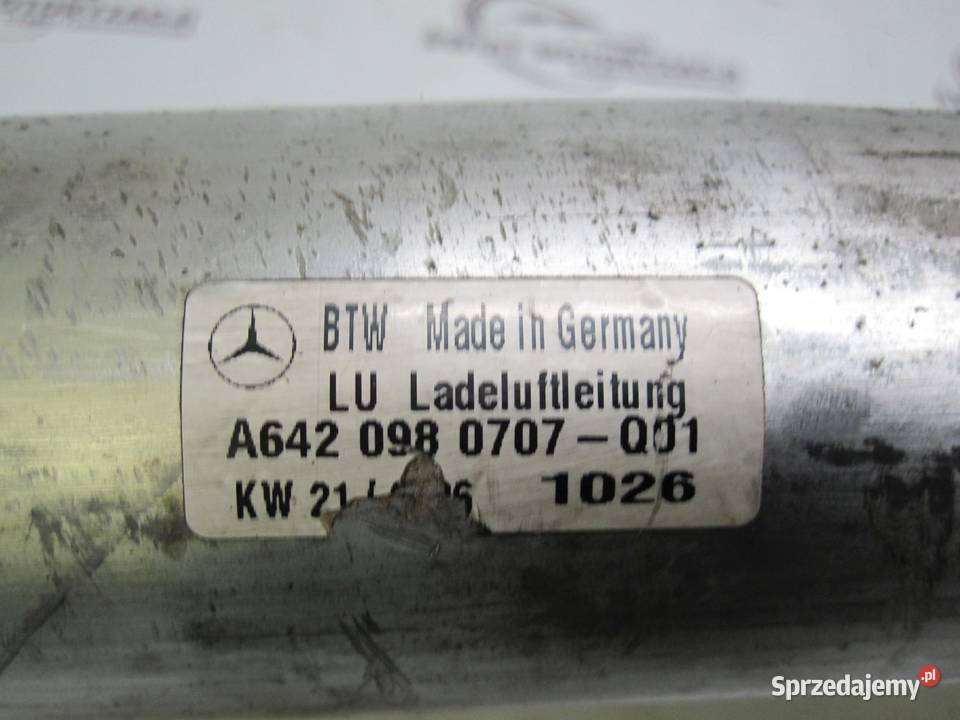 BTW Made in Germany
LU Ladeluftleitung
A642 098 0707-Q01
KW 21/ 1026
Sprzedajemy.pl